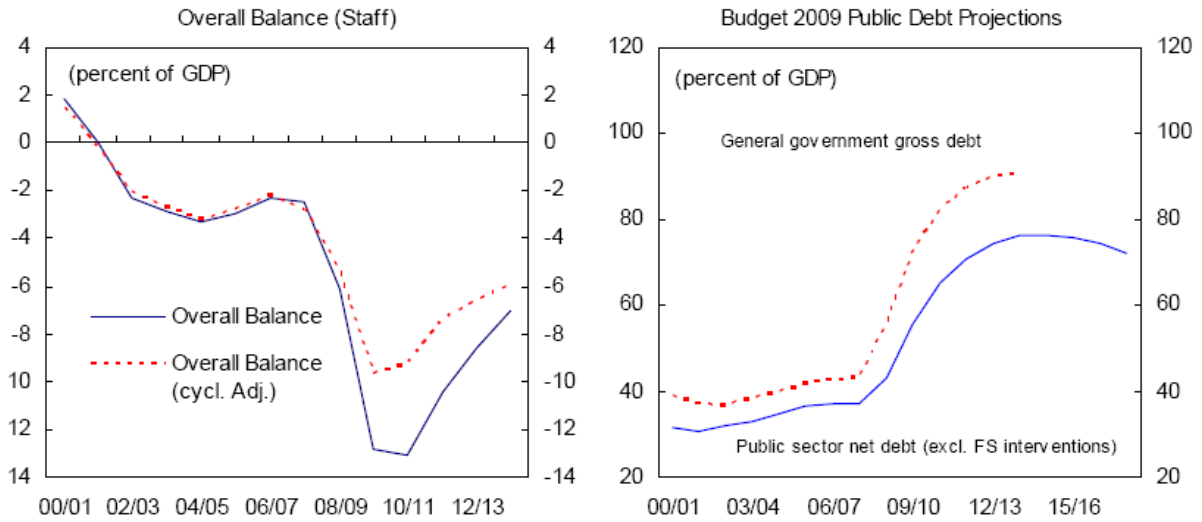 Overall Balance (Staff)
4
2
0
-2
-4
-6
-8
10
12
14
4
2
0
-2
-4
-6
-8
-10
-12
-14
(percent of GDP)
Overall Balance
Overall Balance
(cycl. Adj.)
00/01 02/03 04/05 06/07 08/09 10/11 12/13
Budget 2009 Public Debt Projections
120
100
80
60
40
20
120
100
80
60
40
20
(percent of GDP)
General government gross debt
Public sector net debt (excl. FS interventions)
00/01 03/04 06/07 09/10 12/13 15/16